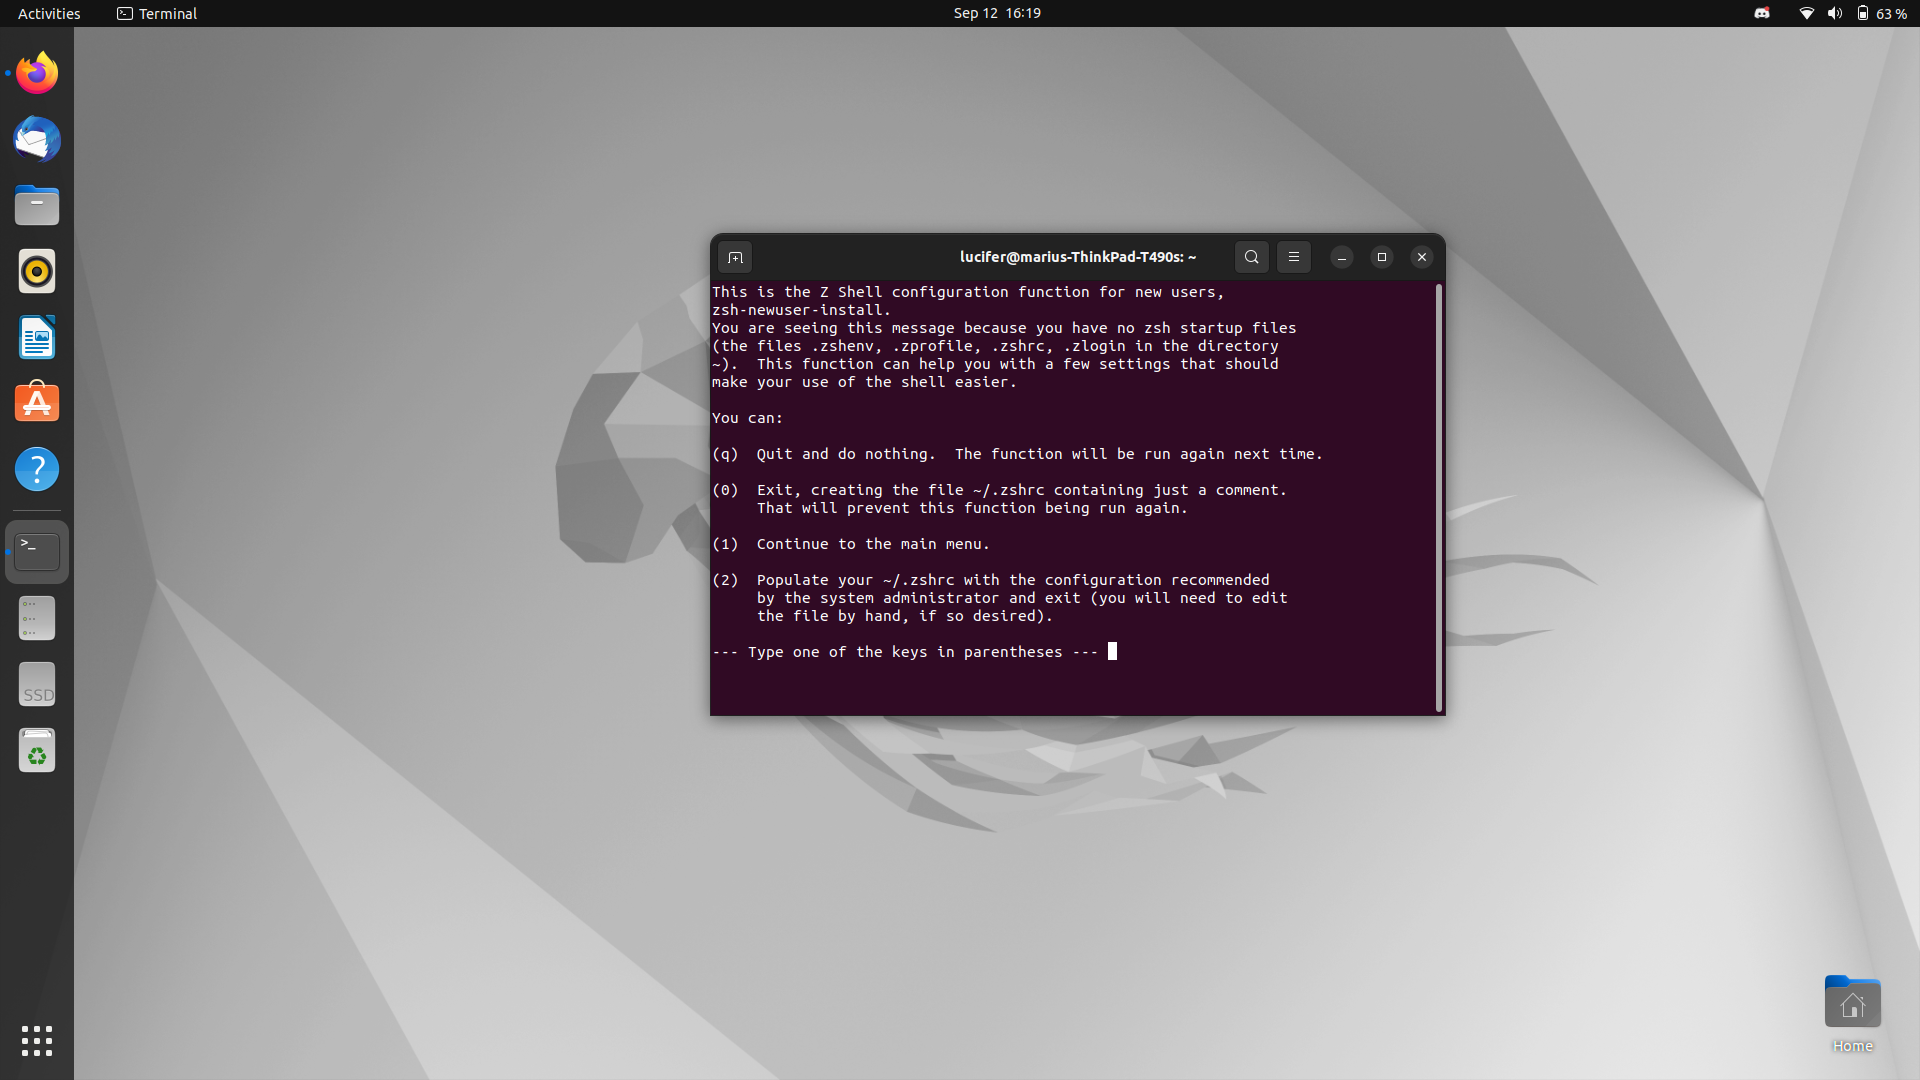 Activities
Terminal
Sep 12 16:19
63 %
lucifer@marius-ThinkPad-T490s: ~
This is the Z Shell configuration function for new users,
zsh-newuser-install.
You are seeing this message because you have no zsh startup files
(the files .zshenv, .zprofile, .zshrc, .zlogin in the directory
~).  This function can help you with a few settings that should
make your use of the shell easier.
You can:
(q)  Quit and do nothing.  The function will be run again next time.
(0)  Exit, creating the file ~/.zshrc containing just a comment.
     That will prevent this function being run again.
(1)  Continue to the main menu.
(2)  Populate your ~/.zshrc with the configuration recommended
     by the system administrator and exit (you will need to edit
     the file by hand, if so desired).
--- Type one of the keys in parentheses ---
>_
SSD
Home